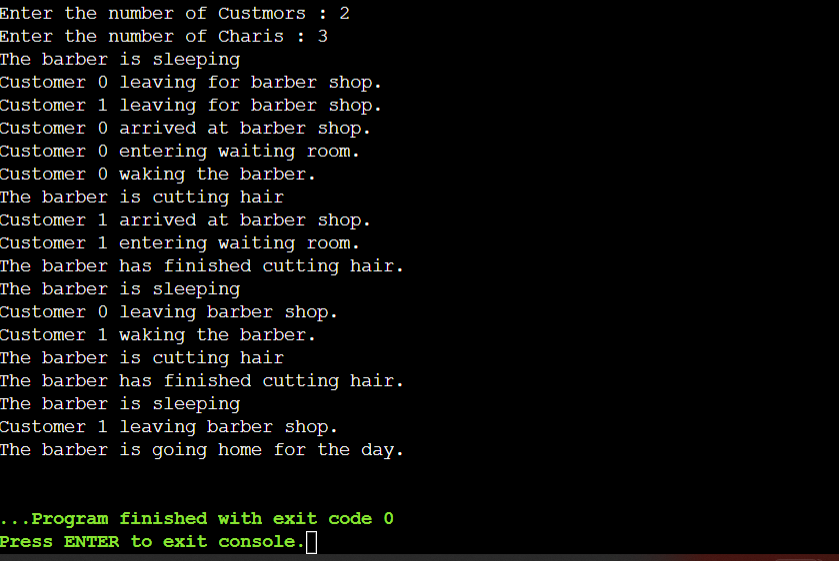 Enter the number of Custmors : 2
Enter the number of Charis : 3
The barber is sleeping
Customer 0 leaving for barber shop.
Customer 1 leaving for barber shop.
Customer 0 arrived at barber shop.
Customer 0 entering waiting room.
Customer 0 waking the barber.
The barber is cutting hair
Customer 1 arrived at barber shop.
Customer 1 entering waiting room.
The barber has finished cutting hair.
The barber is sleeping
Customer 0 leaving barber shop.
Customer 1 waking the barber.
The barber is cutting hair
The barber has finished cutting hair.
The barber is sleeping
Customer 1 leaving barber shop.
The barber is going home for the day.
...Program finished with exit code 0
Press ENTER to exit console.